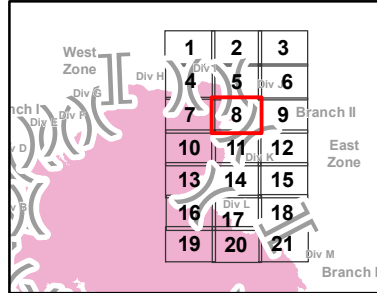 1 2 3
West
Zone
Div H
4 Div 5 Div J 6
Div G
nch I
Div E
Div F
7 8 9 Branch II
Div D
10 11 12 East
Zone
Div K
13 14 15
Div B
16 Div L 17 18
19 20 21 Div M
Branch